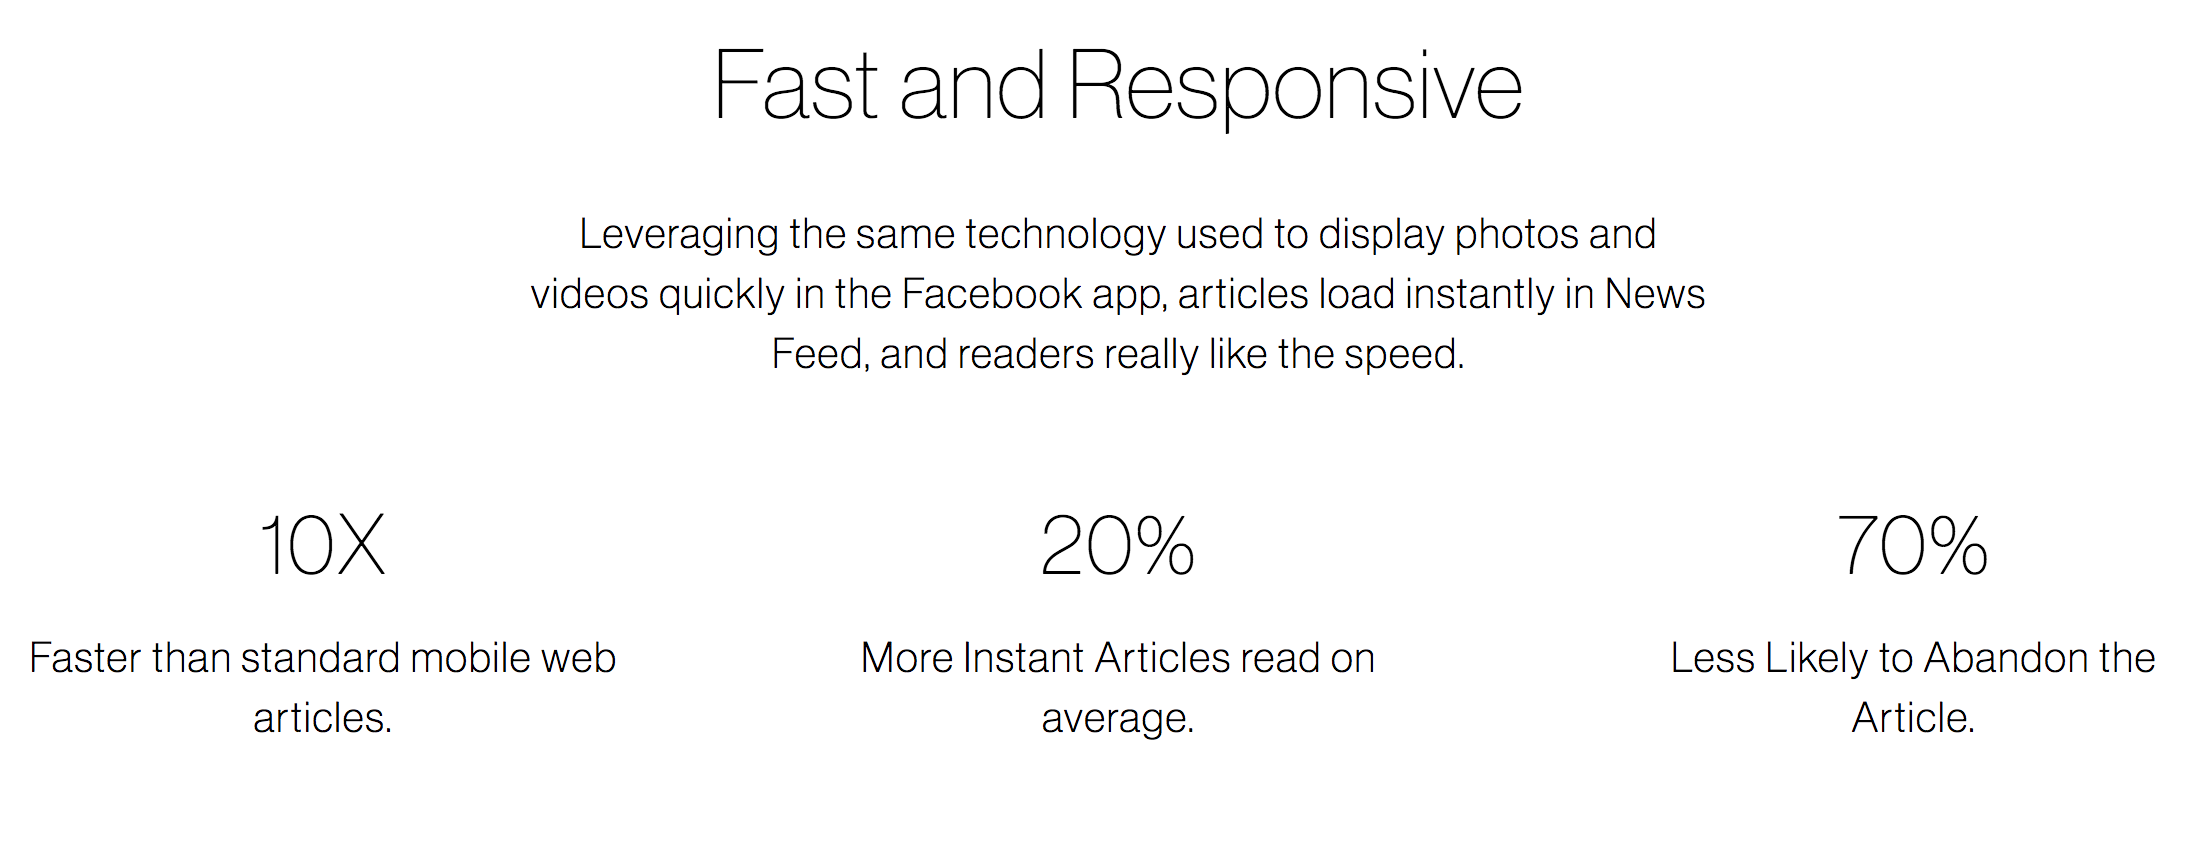 Fast and Responsive
Leveraging the same technology used to display photos and
videos quickly in the Facebook app, articles load instantly in News
Feed, and readers really like the speed.
10X
Faster than standard mobile web
articles.
20%
More Instant Articles read on
average.
70%
Less Likely to Abandon the
Article.